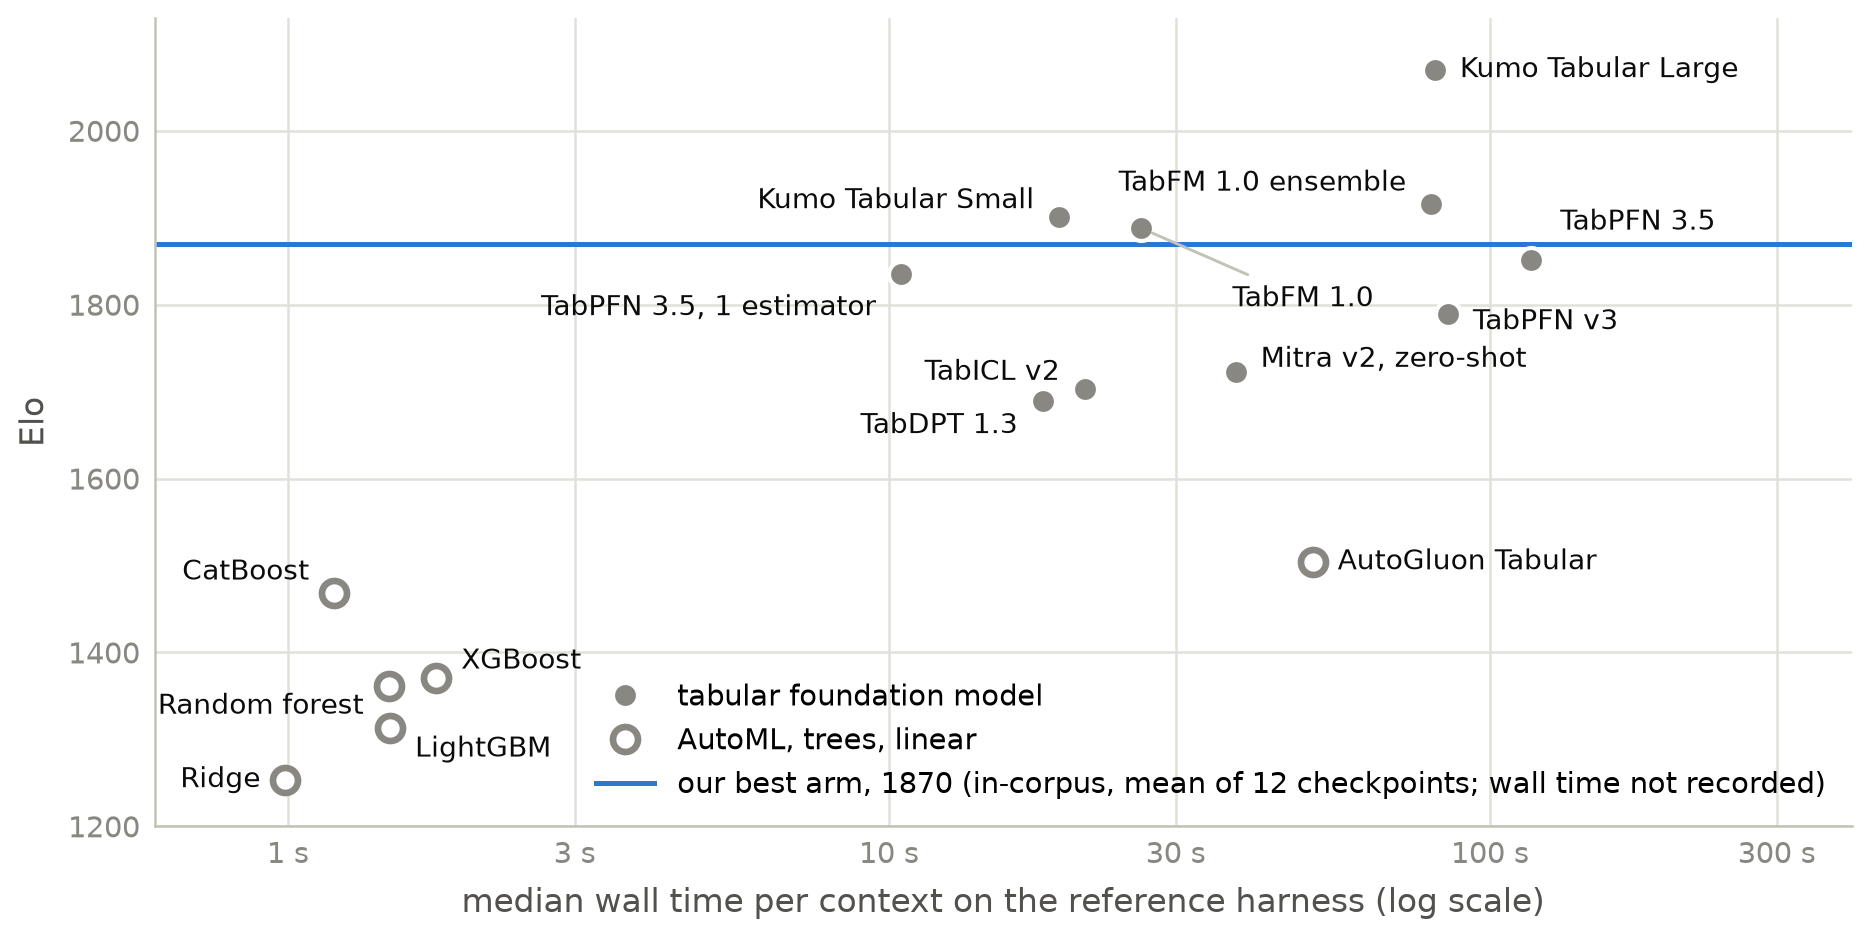 Kumo Tabular Large
2000
TabFM 1.0 ensemble
Kumo Tabular Small
TabPFN 3.5
TabFM 1.0
TabPFN 3.5, 1 estimator
1800
TabPFN v3
Mitra v2, zero-shot
TabICL v2
TabDPT 1.3
Elo
1600
AutoGluon Tabular
CatBoost
1400
XGBoost
Random forest
LightGBM
Ridge
tabular foundation model
AutoML, trees, linear
our best arm, 1870 (in-corpus, mean of 12 checkpoints; wall time not recorded)
1200
1 s 3 s 10 s 30 s 100 s 300 s
median wall time per context on the reference harness (log scale)